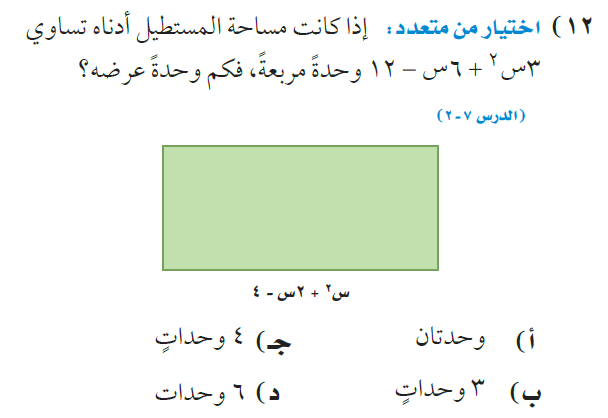 ١٢) اختيار من متعدد: إذا كانت مساحة المستطيل أدناه تساوي
٣س٢ + ٦س – ١٢ وحدةً مربعةً، فكم وحدةً عرضه؟
(الدرس ٧-٢)
س٢ + ٢س - ٤
أ) وحدتان
جـ) ٤ وحداتٍ
ب) ٣ وحداتٍ
د) ٦ وحدات